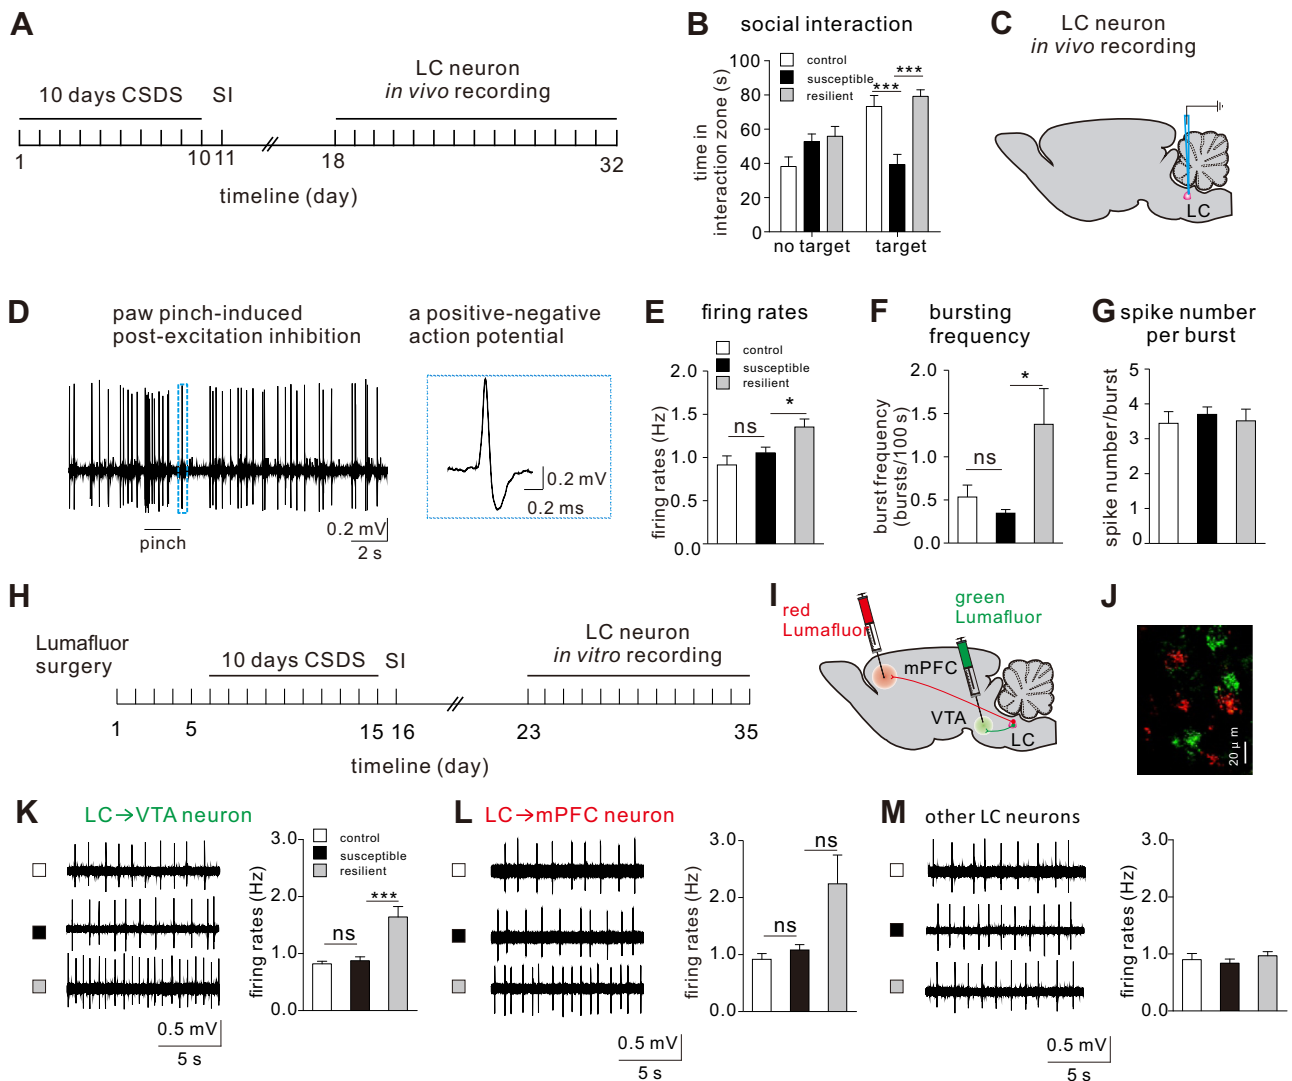 A
10 days CSDS
SI
LC neuron
in vivo recording
1
10
11
18
32
timeline (day)
B
social interaction
control
susceptible
resilient
***
***
time in
interaction zone (s)
100
80
60
40
20
0
no target
target
C
LC neuron
in vivo recording
LC
D
paw pinch-induced
post-excitation inhibition
pinch
0.2 mV
2 s
a positive-negative
action potential
0.2 mV
0.2 ms
E
firing rates
control
susceptible
resilient
firing rates (Hz)
2.0
1.5
1.0
0.5
0.0
ns
*
F
bursting
frequency
burst frequency
(bursts/100 s)
2.0
1.5
1.0
0.5
0.0
ns
*
G
spike number
per burst
spike number/burst
5
4
3
2
1
0
H
Lumafluor
surgery
10 days CSDS
SI
LC neuron
in vitro recording
1
5
15
16
23
35
timeline (day)
I
red
Lumafluor
green
Lumafluor
mPFC
VTA
LC
J
20 μ m
K
LC→VTA neuron
0.5 mV
5 s
control
susceptible
resilient
firing rates (Hz)
3.0
2.0
1.0
0.0
ns
***
L
LC→mPFC neuron
0.5 mV
5 s
firing rates (Hz)
3.0
2.0
1.0
0.0
ns
ns
M
other LC neurons
0.5 mV
5 s
firing rates (Hz)
3.0
2.0
1.0
0.0